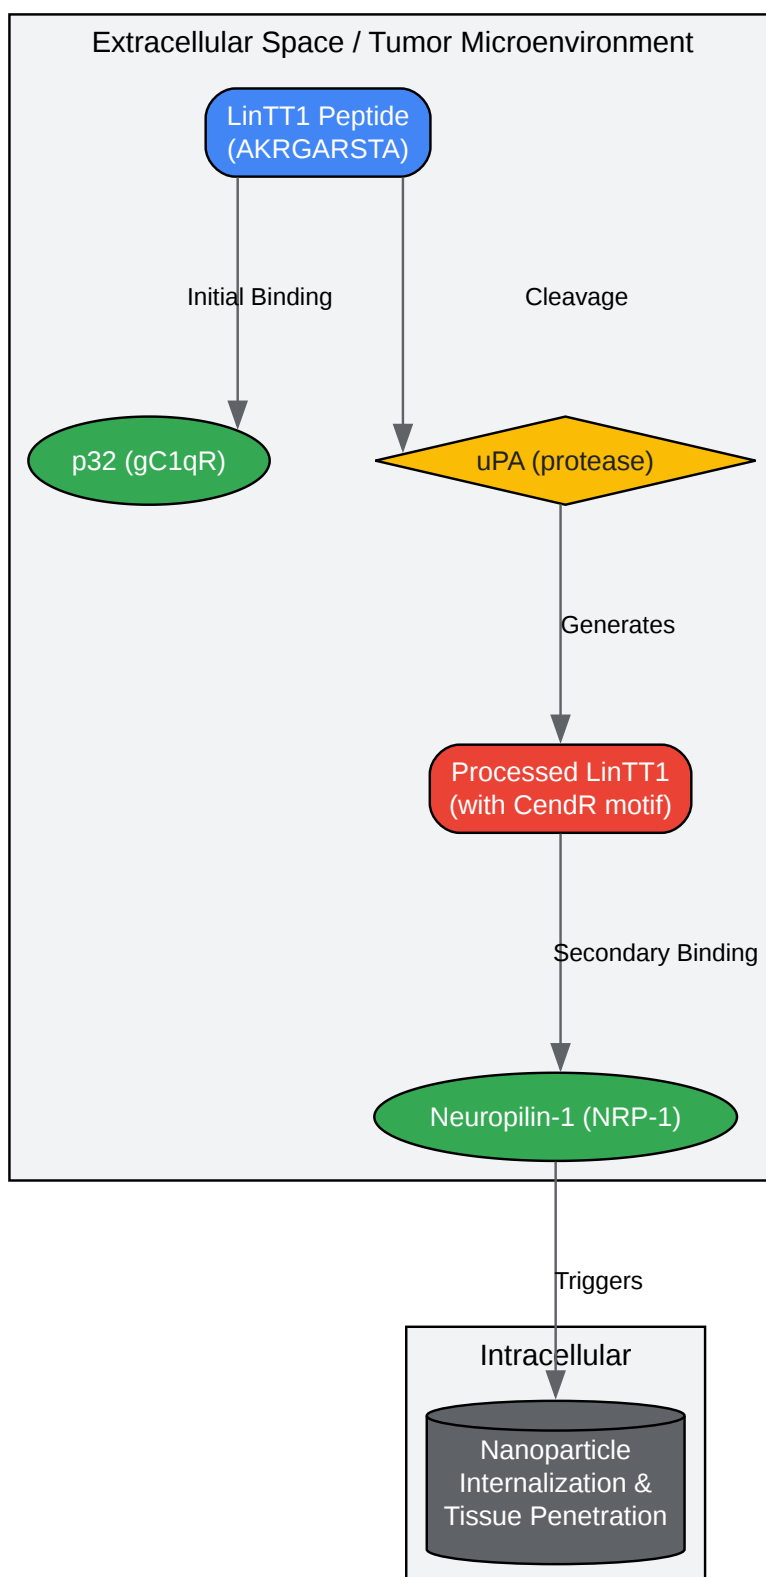 Extracellular Space / Tumor Microenvironment
LinTT1 Peptide
(AKRGARSTA)
Initial Binding
Cleavage
p32 (gC1qR)
uPA (protease)
Generates
Processed LinTT1
(with CendR motif)
Secondary Binding
Neuropilin-1 (NRP-1)
Triggers
Intracellular
Nanoparticle
Internalization &
Tissue Penetration